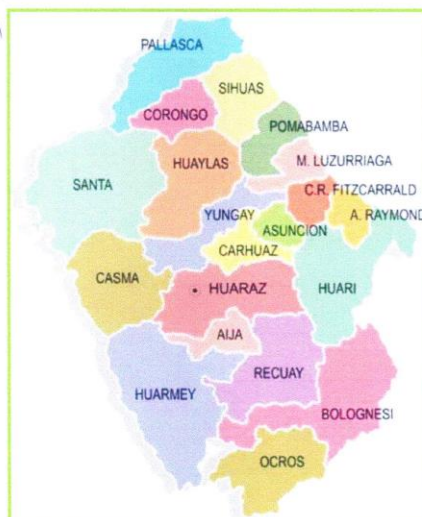 PALLASCA
SIHUAS
CORONGO
POMABAMBA
HUAYLAS
M. LUZURRIAGA
SANTA
C.R. FITZCARRALD
YUNGAY
A. RAYMOND
ASUNCION
CARHUAZ
CASMA
HUARAZ
HUARI
AIJA
RECUAY
HUARMEY
BOLOGNESI
OCROS